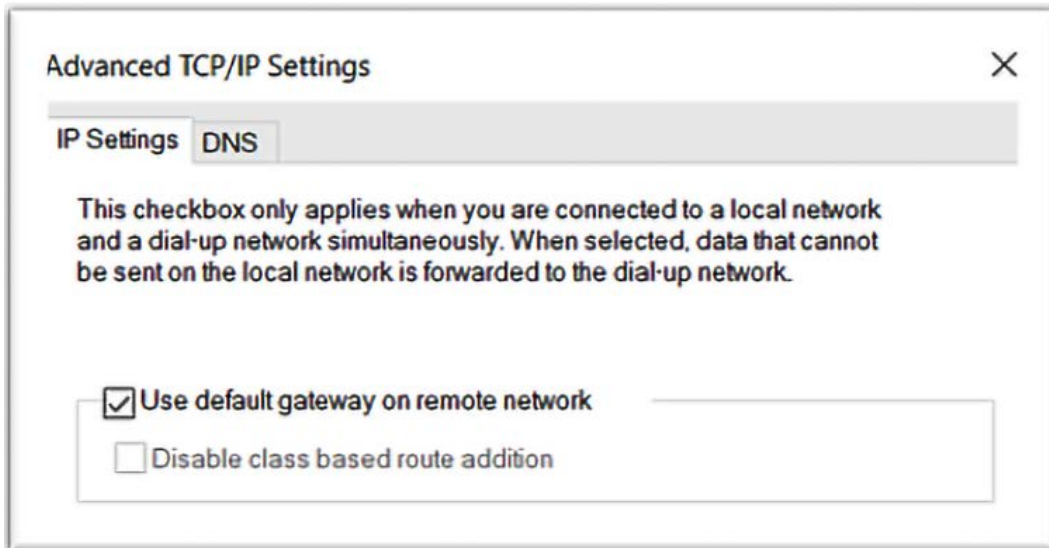 Advanced TCP/IP Settings
IP Settings DNS
This checkbox only applies when you are connected to a local network
and a dial-up network simultaneously. When selected, data that cannot
be sent on the local network is forwarded to the dial-up network.
Use default gateway on remote network
Disable class based route addition